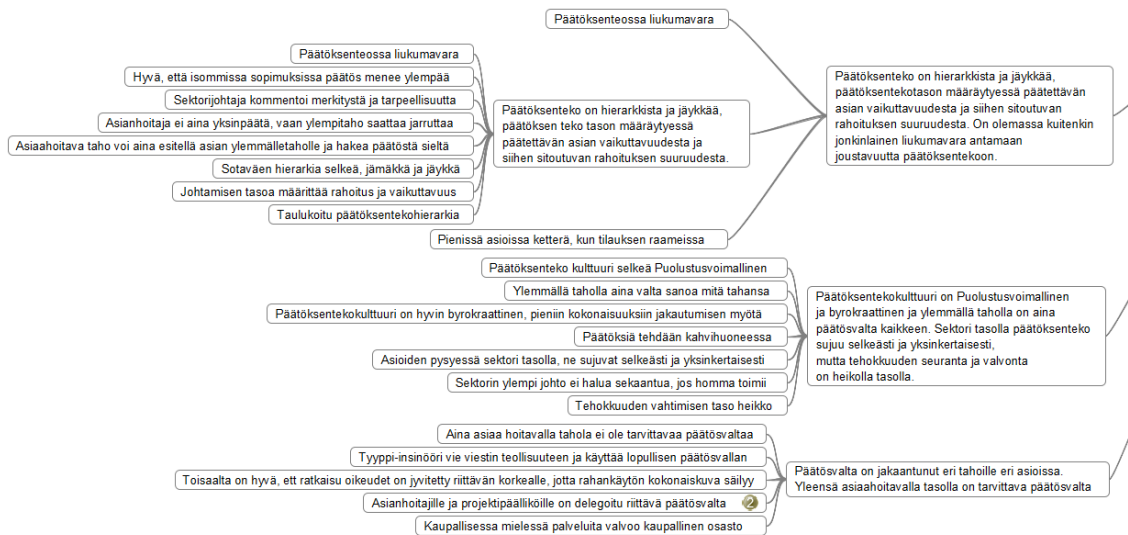 Päätöksenteossa liukumavara
Päätöksenteossa liukumavara
Hyvä, että isommissa sopimuksissa päätös menee ylempää
Sektorijohtaja kommentoi merkitystä ja tarpeellisuutta
Asianhoitaja ei aina yksinpäätä, vaan ylempitaho saattaa jarruttaa
Asiaahoitava taho voi aina esitellä asian ylemmälletaholle ja hakea päätöstä sieltä
Sotaväen hierarkia selkeä, jämäkkä ja jäykkä
Johtamisen tasoa määrittää rahoitus ja vaikuttavuus
Taulukoitu päätöksentekohierarkia
Päätöksenteko on hierarkkista ja jäykkää,
päätöksen teko tason määräytyessä
päätettävän asian vaikuttavuudesta ja
siihen sitoutuvan rahoituksen suuruudesta.
Pienissä asioissa ketterä, kun tilauksen raameissa
Päätöksenteko on hierarkkista ja jäykkää,
päätöksentekotason määräytyessä päätettävän
asian vaikuttavuudesta ja siihen sitoutuvan
rahoituksen suuruudesta. On olemassa kuitenkin
jonkinlainen liukumavara antamaan
joustavuutta päätöksentekoon.
Päätöksenteko kulttuuri selkeä Puolustusvoimallinen
Ylemmällä taholla aina valta sanoa mitä tahansa
Päätöksentekokulttuuri on hyvin byrokraattinen, pieniin kokonaisuuksiin jakautumisen myötä
Päätöksiä tehdään kahvihuoneessa
Asioiden pysyessä sektori tasolla, ne sujuvat selkeästi ja yksinkertaisesti
Sektorin ylempi johto ei halua sekaantua, jos homma toimii
Tehokkuuden vahtimisen taso heikko
Päätöksentekokulttuuri on Puolustusvoimallinen
ja byrokraattinen ja ylemmällä taholla on aina
päätösvalta kaikkeen. Sektori tasolla päätöksenteko
sujuu selkeästi ja yksinkertaisesti,
mutta tehokkuuden seuranta ja valvonta
on heikolla tasolla.
Aina asiaa hoitavalla tahola ei ole tarvittavaa päätösvaltaa
Tyyppi-insinööri vie viestin teollisuuteen ja käyttää lopullisen päätösvallan
Toisaalta on hyvä, ett ratkaisu oikeudet on jyvitetty riittävän korkealle, jotta rahankäytön kokonaiskuva säilyy
Asianhoitajille ja projektipäälliköille on delegoitu riittävä päätösvalta 2
Kaupallisessa mielessä palveluita valvoo kaupallinen osasto
Päätösvalta on jakaantunut eri tahoille eri asioissa.
Yleensä asiaahoitavalla tasolla on tarvittava päätösvalta